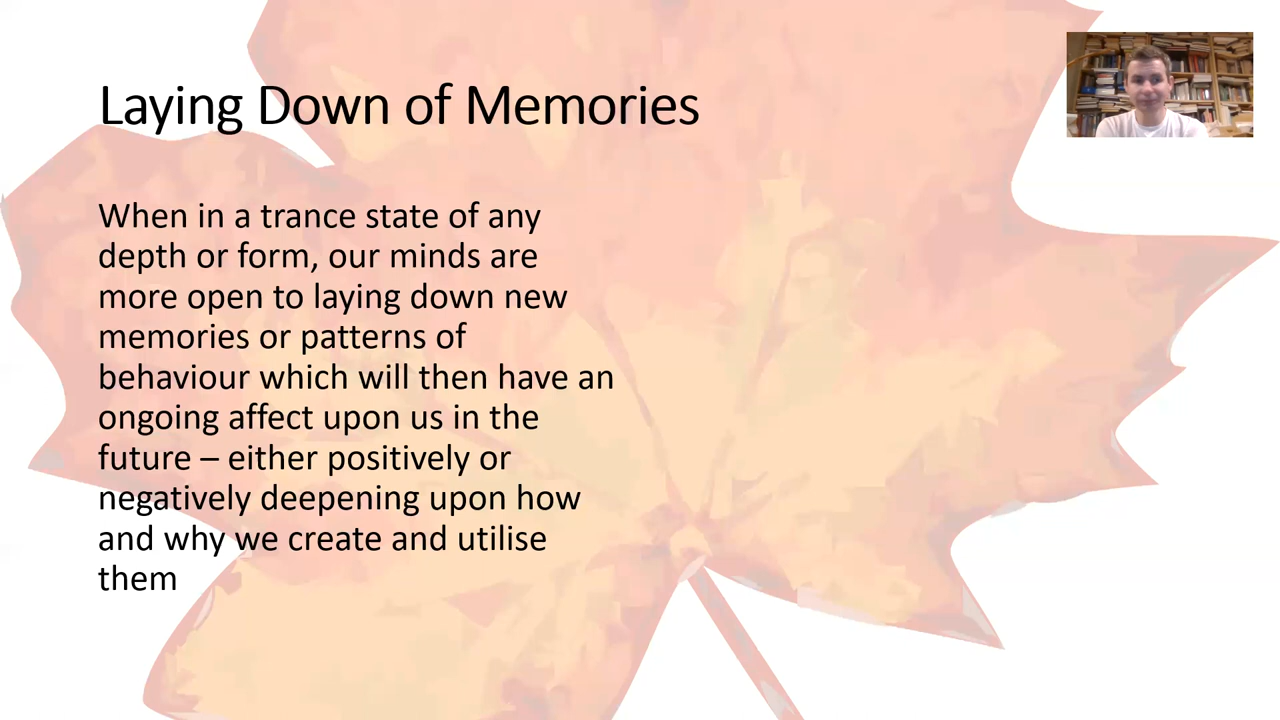 Laying Down of Memories
When in a trance state of any
depth or form, our minds are
more open to laying down new
memories or patterns of
behaviour which will then have an
ongoing affect upon us in the
future – either positively or
negatively deepening upon how
and why we create and utilise
them